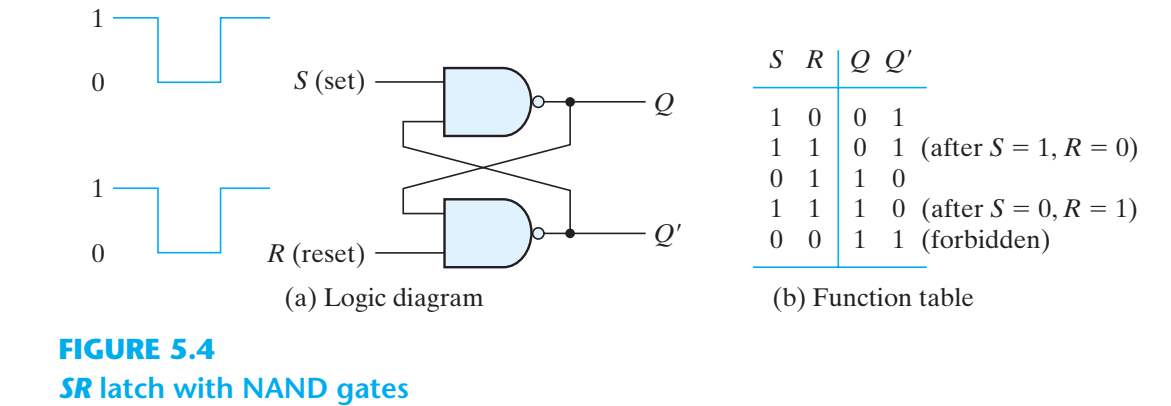 1
0
S (set)
Q
1
0
R (reset)
Q′
(a) Logic diagram
S R Q Q′
1 0 0 1
1 1 0 1 (after S = 1, R = 0)
0 1 1 0
1 1 1 0 (after S = 0, R = 1)
0 0 1 1 (forbidden)
(b) Function table
FIGURE 5.4
SR latch with NAND gates